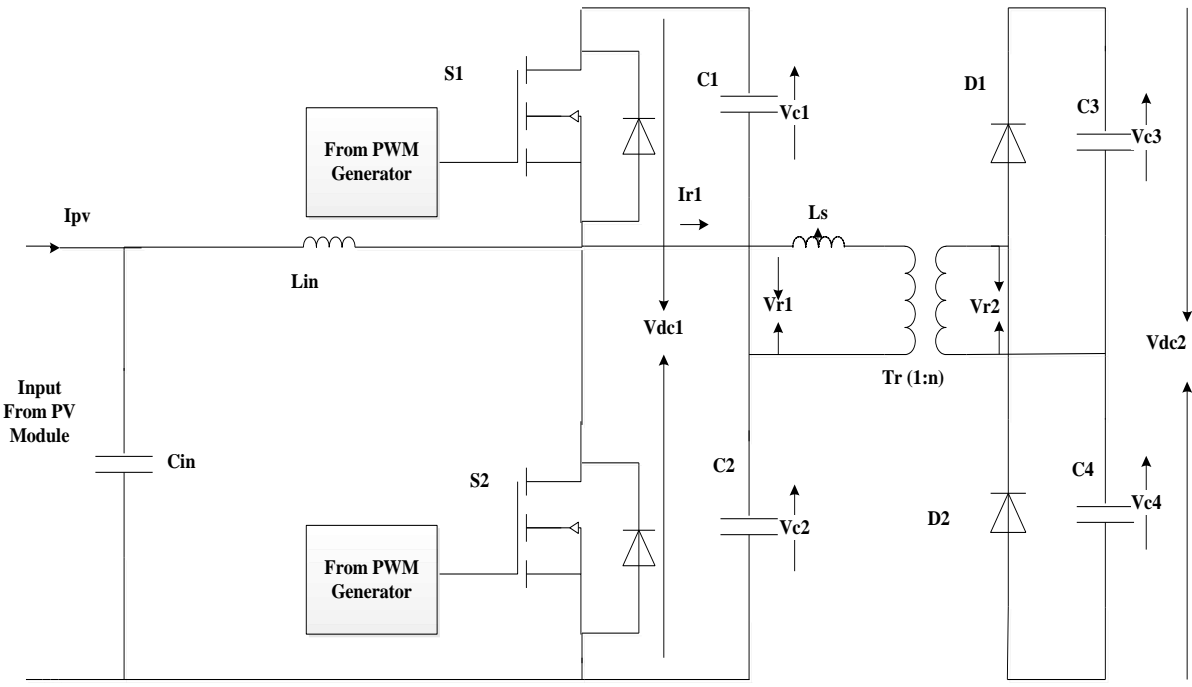 S1
C1
Vc1
D1
C3
Vc3
From PWM
Generator
Ipv
Ir1
Ls
Lin
Vr1
Vr2
Vdc1
Vdc2
Tr (1:n)
Input
From PV
Module
Cin
S2
C2
Vc2
D2
C4
Vc4
From PWM
Generator